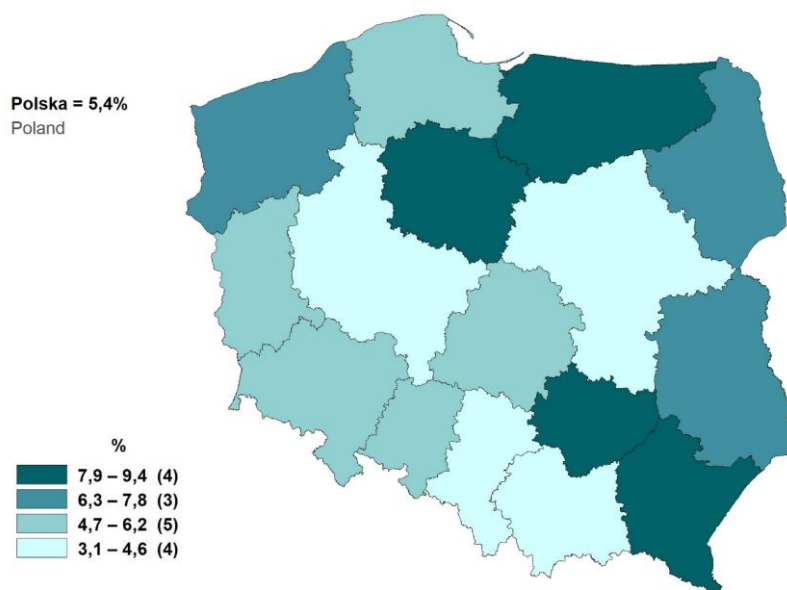 Polska = 5,4%
Poland
%
7,9 – 9,4 (4)
6,3 – 7,8 (3)
4,7 – 6,2 (5)
3,1 – 4,6 (4)